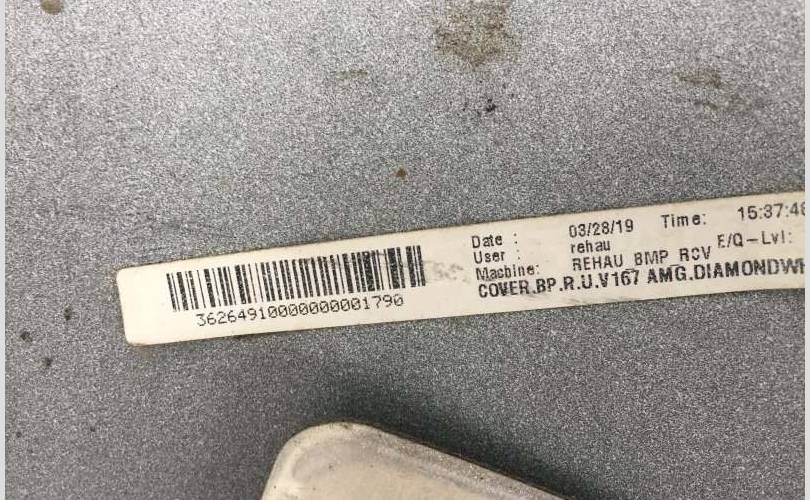 Date : 03/28/19 Time: 15:37:48
User : rehau E/Q-Lvl:
Machine: REHAU BMP RCV
COVER.BP.R.U.V167 AMG.DIAMONDW
36264910000000001790